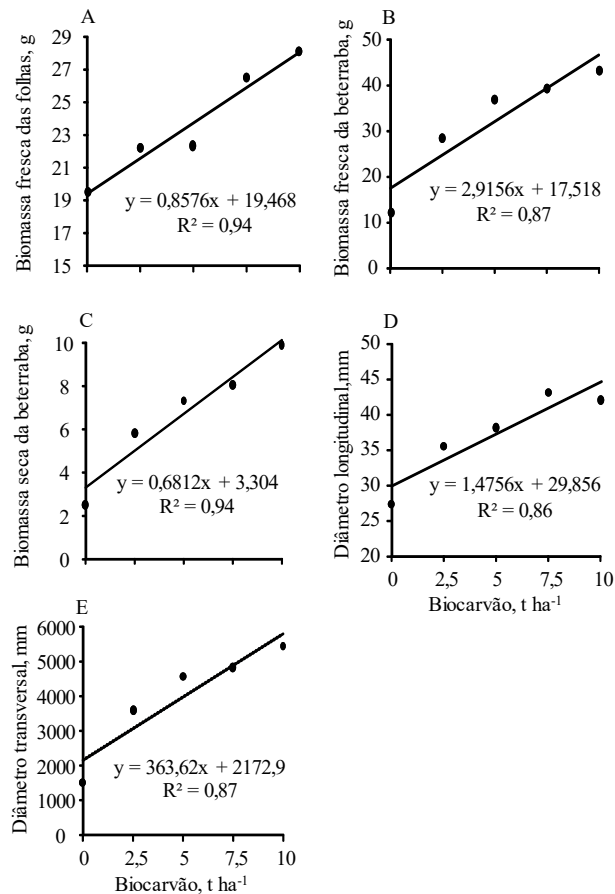 A
Biomassa fresca das folhas, g
29
27
25
23
21
19
17
15
y = 0,8576x + 19,468
R² = 0,94
B
Biomassa fresca da beterraba, g
50
40
30
20
10
0
y = 2,9156x + 17,518
R² = 0,87
C
Biomassa seca da beterraba, g
10
8
6
4
2
0
y = 0,6812x + 3,304
R² = 0,94
D
Diâmetro longitudinal,mm
50
45
40
35
30
25
20
y = 1,4756x + 29,856
R² = 0,86
0 2,5 5 7,5 10
Biocarvão, t ha-¹
E
Diâmetro transversal, mm
6000
5000
4000
3000
2000
1000
0
y = 363,62x + 2172,9
R² = 0,87
0 2,5 5 7,5 10
Biocarvão, t ha-¹